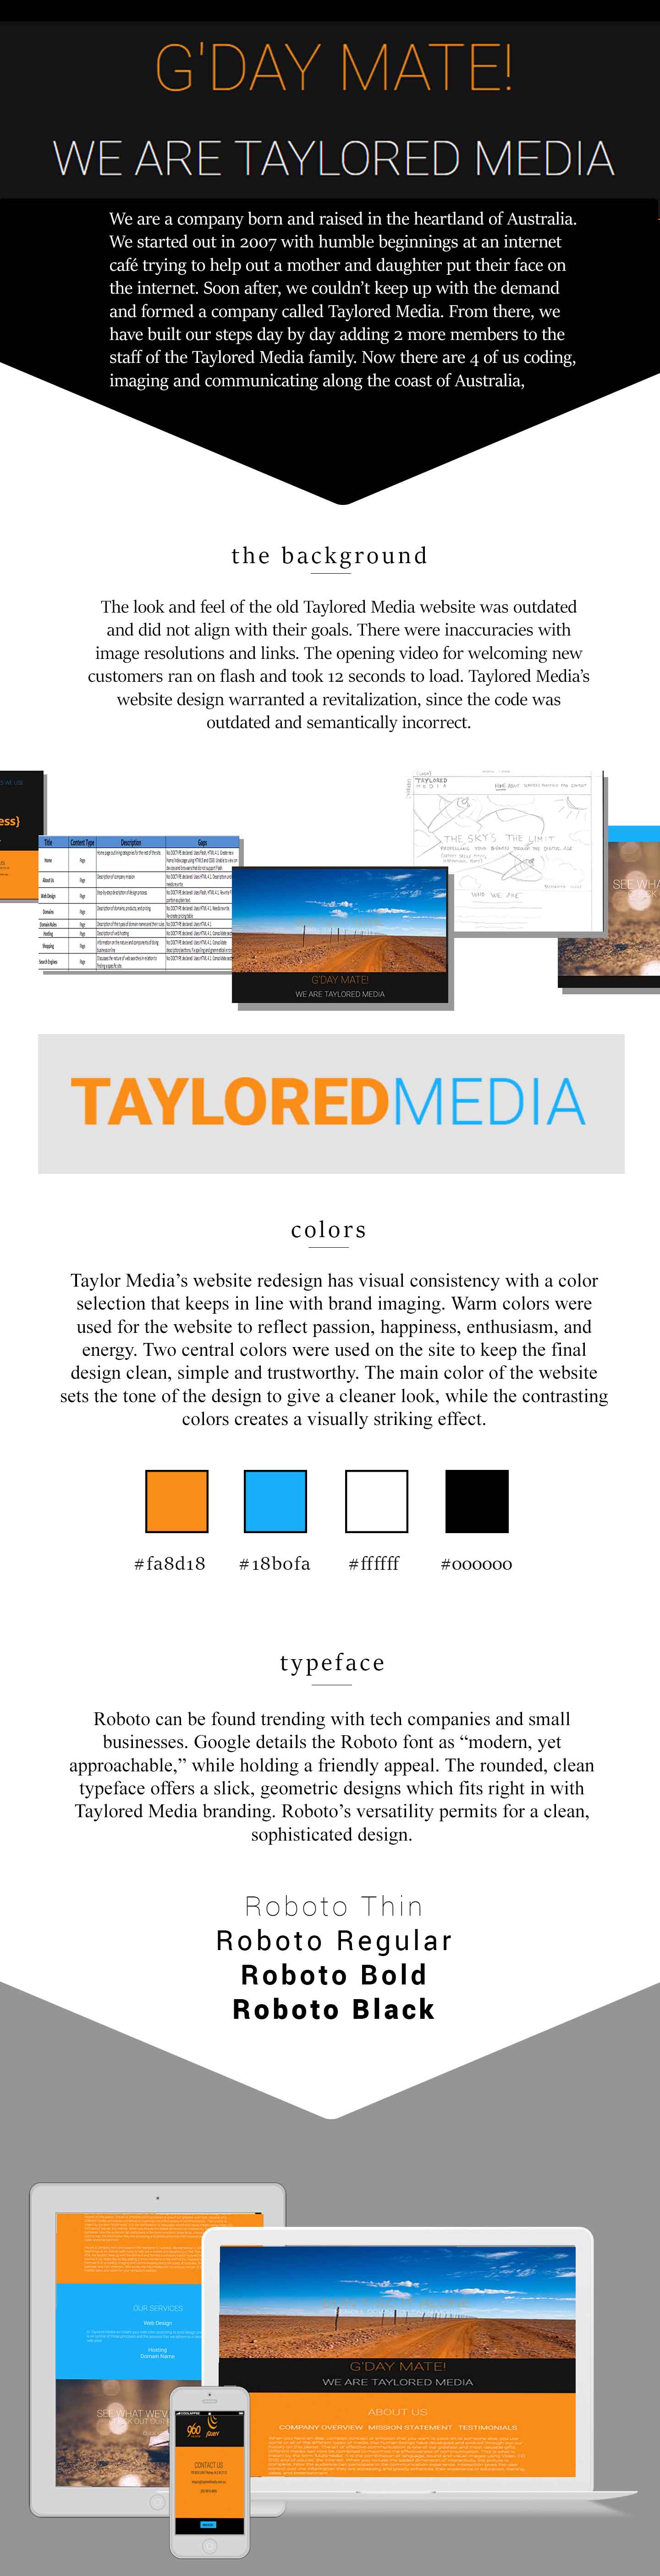 G'DAY MATE!
WE ARE TAYLORED MEDIA
We are a company born and raised in the heartland of Australia.
We started out in 2007 with humble beginnings at an internet
café trying to help out a mother and daughter put their face on
the internet. Soon after, we couldn't keep up with the demand
and formed a company called Taylored Media. From there, we
have built our steps day by day adding 2 more members to the
staff of the Taylored Media family. Now there are 4 of us coding,
imaging and communicating along the coast of Australia,
the background
The look and feel of the old Taylored Media website was outdated
and did not align with their goals. There were inaccuracies with
image resolutions and links. The opening video for welcoming new
customers ran on flash and took 12 seconds to load. Taylored Media's
website design warranted a revitalization, since the code was
outdated and semantically incorrect.
Title Content Type Description Gaps
Home Page
About Us Page Description of company mission
Web Design Page
Domains Page
Domain Rules Page
Hosting Page Description of web hosting
Shopping Page
Search Engines Page
TAYLORED
MEDIA
THE SKY'S THE LIMIT
WHO WE ARE
G'DAY MATE!
WE ARE TAYLORED MEDIA
TAYLOREDMEDIA
colors
Taylor Media's website redesign has visual consistency with a color
selection that keeps in line with brand imaging. Warm colors were
used for the website to reflect passion, happiness, enthusiasm, and
energy. Two central colors were used on the site to keep the final
design clean, simple and trustworthy. The main color of the website
sets the tone of the design to give a cleaner look, while the contrasting
colors creates a visually striking effect.
#fa8d18 #18b0fa #ffffff #000000
typeface
Roboto can be found trending with tech companies and small
businesses. Google details the Roboto font as “modern, yet
approachable,” while holding a friendly appeal. The rounded, clean
typeface offers a slick, geometric designs which fits right in with
Taylored Media branding. Roboto's versatility permits for a clean,
sophisticated design.
Roboto Thin
Roboto Regular
Roboto Bold
Roboto Black
OUR SERVICES
Web Design
Hosting
Domain Name
SEE WHAT WE'V
G'DAY MATE!
WE ARE TAYLORED MEDIA
ABOUT US
COMPANY OVERVIEW MISSION STATEMENT TESTIMONIALS
960
jQuery
CONTACT US